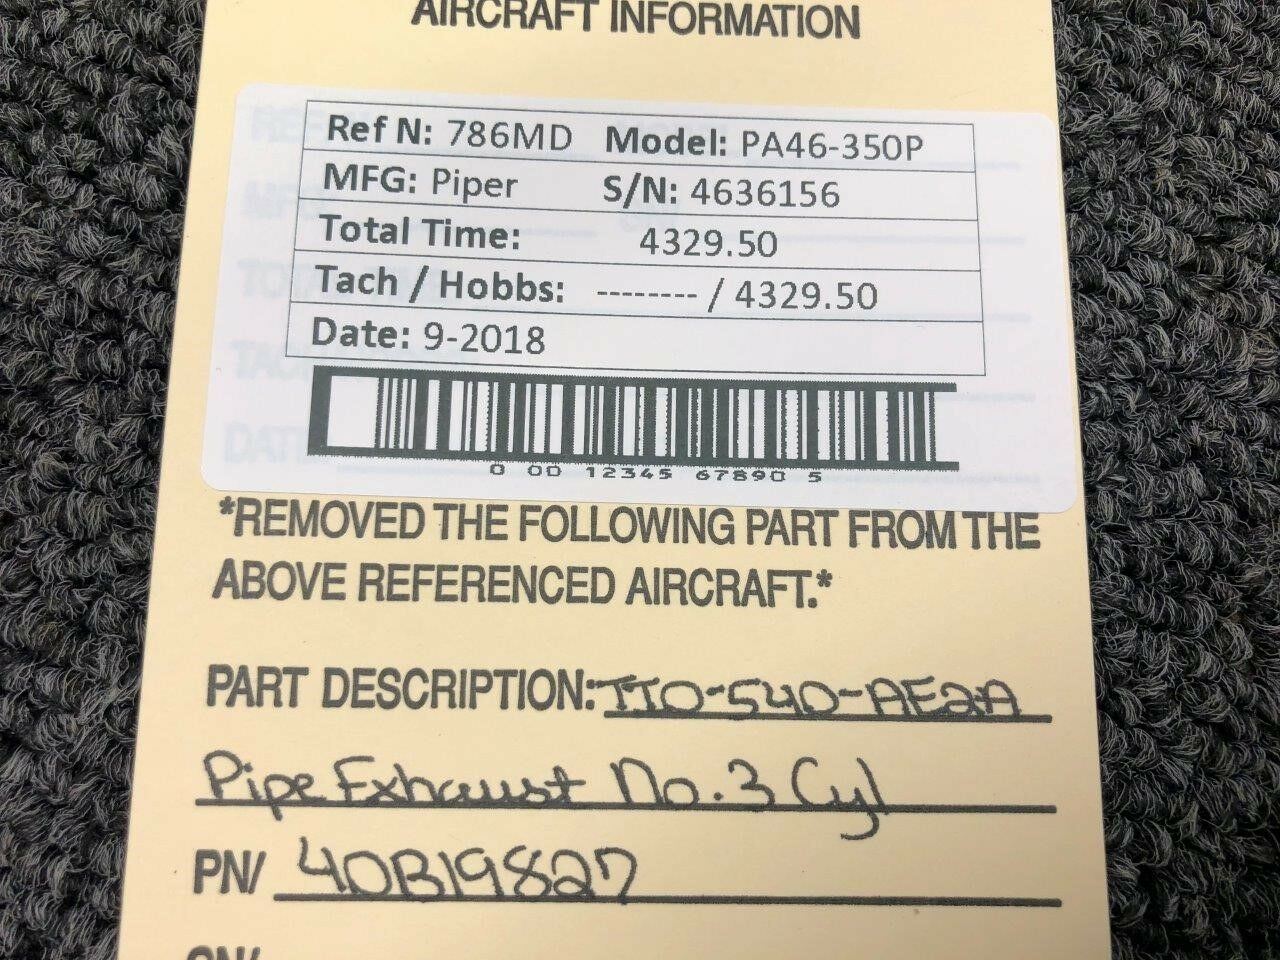 AIRCRAFT INFORMATION
Ref N: 786MD Model: PA46-350P
MFG: Piper S/N: 4636156
Total Time: 4329.50
Tach / Hobbs: -------- / 4329.50
Date: 9-2018
0 00 12345 67890 5
*REMOVED THE FOLLOWING PART FROM THE
ABOVE REFERENCED AIRCRAFT.*
PART DESCRIPTION: TIO-540-AE2A
Pipe Exhaust No. 3 Cyl
PN/ 40B19827